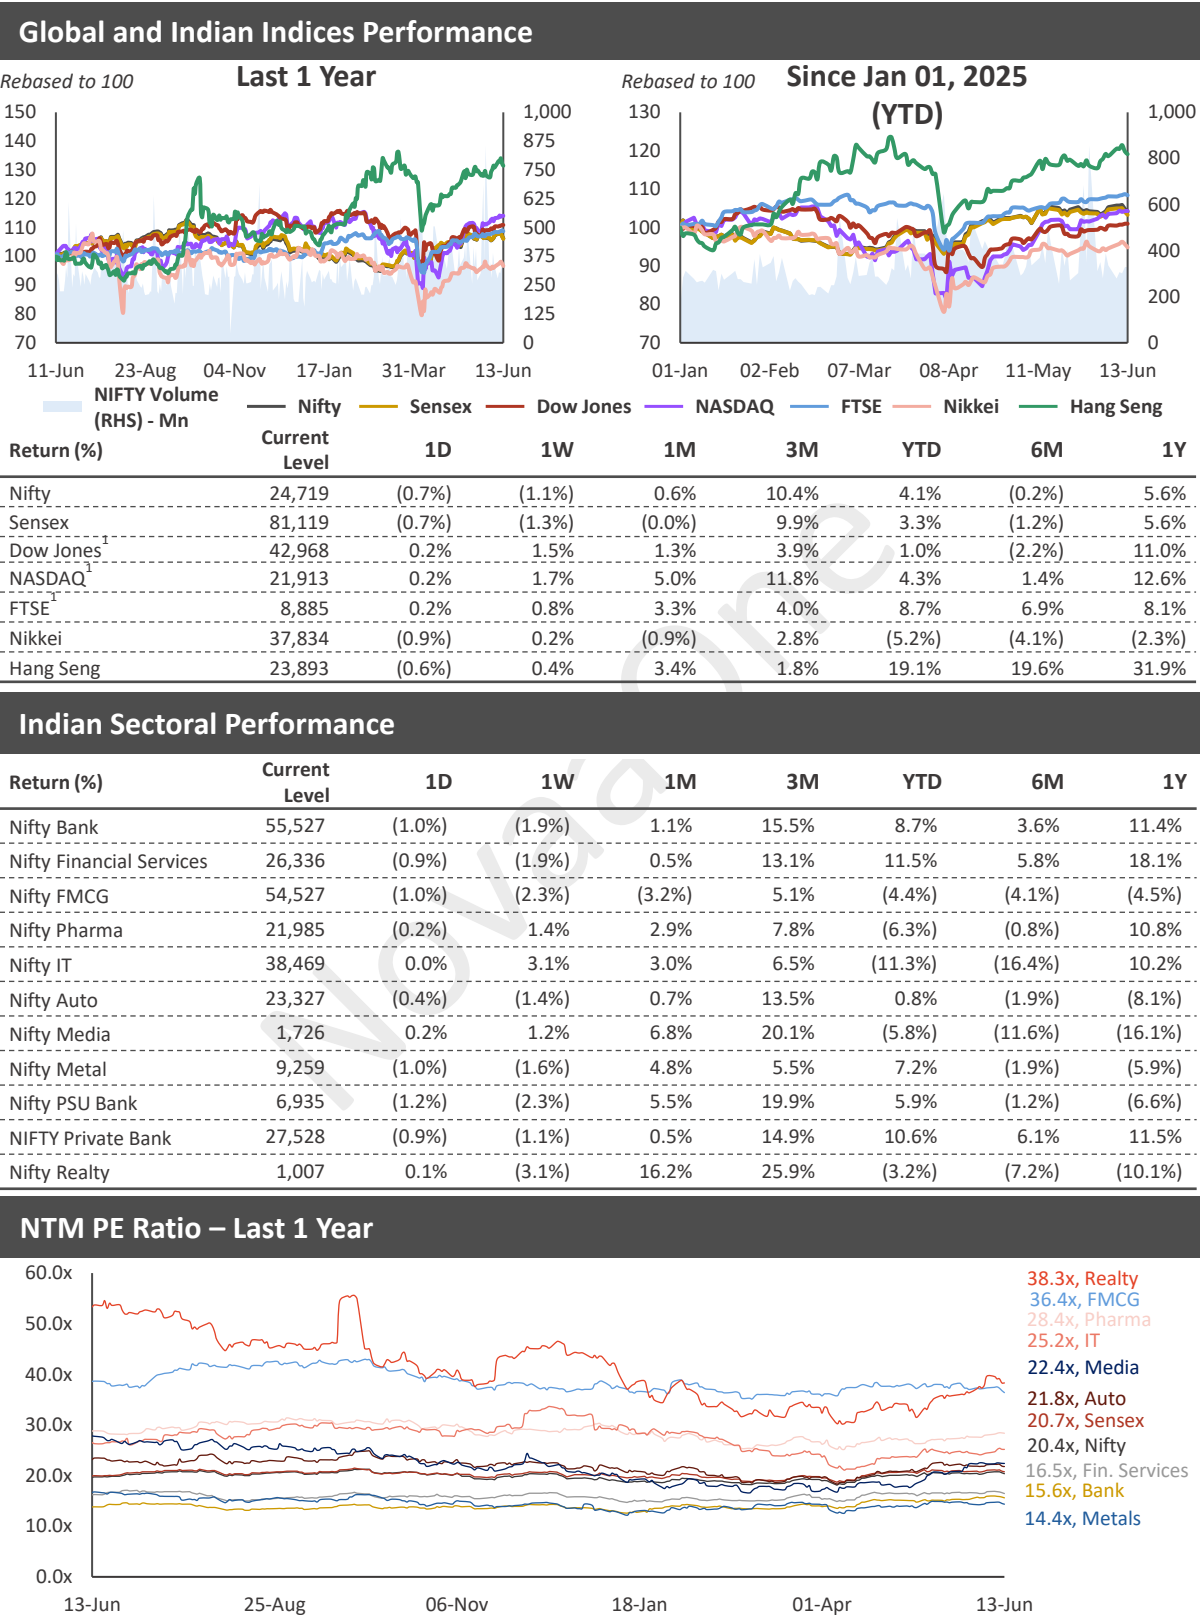 Global and Indian Indices Performance
Rebased to 100
Last 1 Year
150
140
130
120
110
100
90
80
70
1,000
875
750
625
500
375
250
125
0
11-Jun 23-Aug 04-Nov 17-Jan 31-Mar 13-Jun
Rebased to 100
Since Jan 01, 2025
(YTD)
130
120
110
100
90
80
70
1,000
800
600
400
200
0
01-Jan 02-Feb 07-Mar 08-Apr 11-May 13-Jun
NIFTY Volume
(RHS) - Mn
Nifty Sensex Dow Jones NASDAQ FTSE Nikkei Hang Seng
Return (%) Current Level 1D 1W 1M 3M YTD 6M 1Y
Nifty 24,719 (0.7%) (1.1%) 0.6% 10.4% 4.1% (0.2%) 5.6%
Sensex 81,119 (0.7%) (1.3%) (0.0%) 9.9% 3.3% (1.2%) 5.6%
Dow Jones1 42,968 0.2% 1.5% 1.3% 3.9% 1.0% (2.2%) 11.0%
NASDAQ1 21,913 0.2% 1.7% 5.0% 11.8% 4.3% 1.4% 12.6%
FTSE1 8,885 0.2% 0.8% 3.3% 4.0% 8.7% 6.9% 8.1%
Nikkei 37,834 (0.9%) 0.2% (0.9%) 2.8% (5.2%) (4.1%) (2.3%)
Hang Seng 23,893 (0.6%) 0.4% 3.4% 1.8% 19.1% 19.6% 31.9%
Indian Sectoral Performance
Return (%) Current Level 1D 1W 1M 3M YTD 6M 1Y
Nifty Bank 55,527 (1.0%) (1.9%) 1.1% 15.5% 8.7% 3.6% 11.4%
Nifty Financial Services 26,336 (0.9%) (1.9%) 0.5% 13.1% 11.5% 5.8% 18.1%
Nifty FMCG 54,527 (1.0%) (2.3%) (3.2%) 5.1% (4.4%) (4.1%) (4.5%)
Nifty Pharma 21,985 (0.2%) 1.4% 2.9% 7.8% (6.3%) (0.8%) 10.8%
Nifty IT 38,469 0.0% 3.1% 3.0% 6.5% (11.3%) (16.4%) 10.2%
Nifty Auto 23,327 (0.4%) (1.4%) 0.7% 13.5% 0.8% (1.9%) (8.1%)
Nifty Media 1,726 0.2% 1.2% 6.8% 20.1% (5.8%) (11.6%) (16.1%)
Nifty Metal 9,259 (1.0%) (1.6%) 4.8% 5.5% 7.2% (1.9%) (5.9%)
Nifty PSU Bank 6,935 (1.2%) (2.3%) 5.5% 19.9% 5.9% (1.2%) (6.6%)
NIFTY Private Bank 27,528 (0.9%) (1.1%) 0.5% 14.9% 10.6% 6.1% 11.5%
Nifty Realty 1,007 0.1% (3.1%) 16.2% 25.9% (3.2%) (7.2%) (10.1%)
Novaa One
NTM PE Ratio – Last 1 Year
60.0x
50.0x
40.0x
30.0x
20.0x
10.0x
0.0x
13-Jun 25-Aug 06-Nov 18-Jan 01-Apr 13-Jun
38.3x, Realty
36.4x, FMCG
28.4x, Pharma
25.2x, IT
22.4x, Media
21.8x, Auto
20.7x, Sensex
20.4x, Nifty
16.5x, Fin. Services
15.6x, Bank
14.4x, Metals